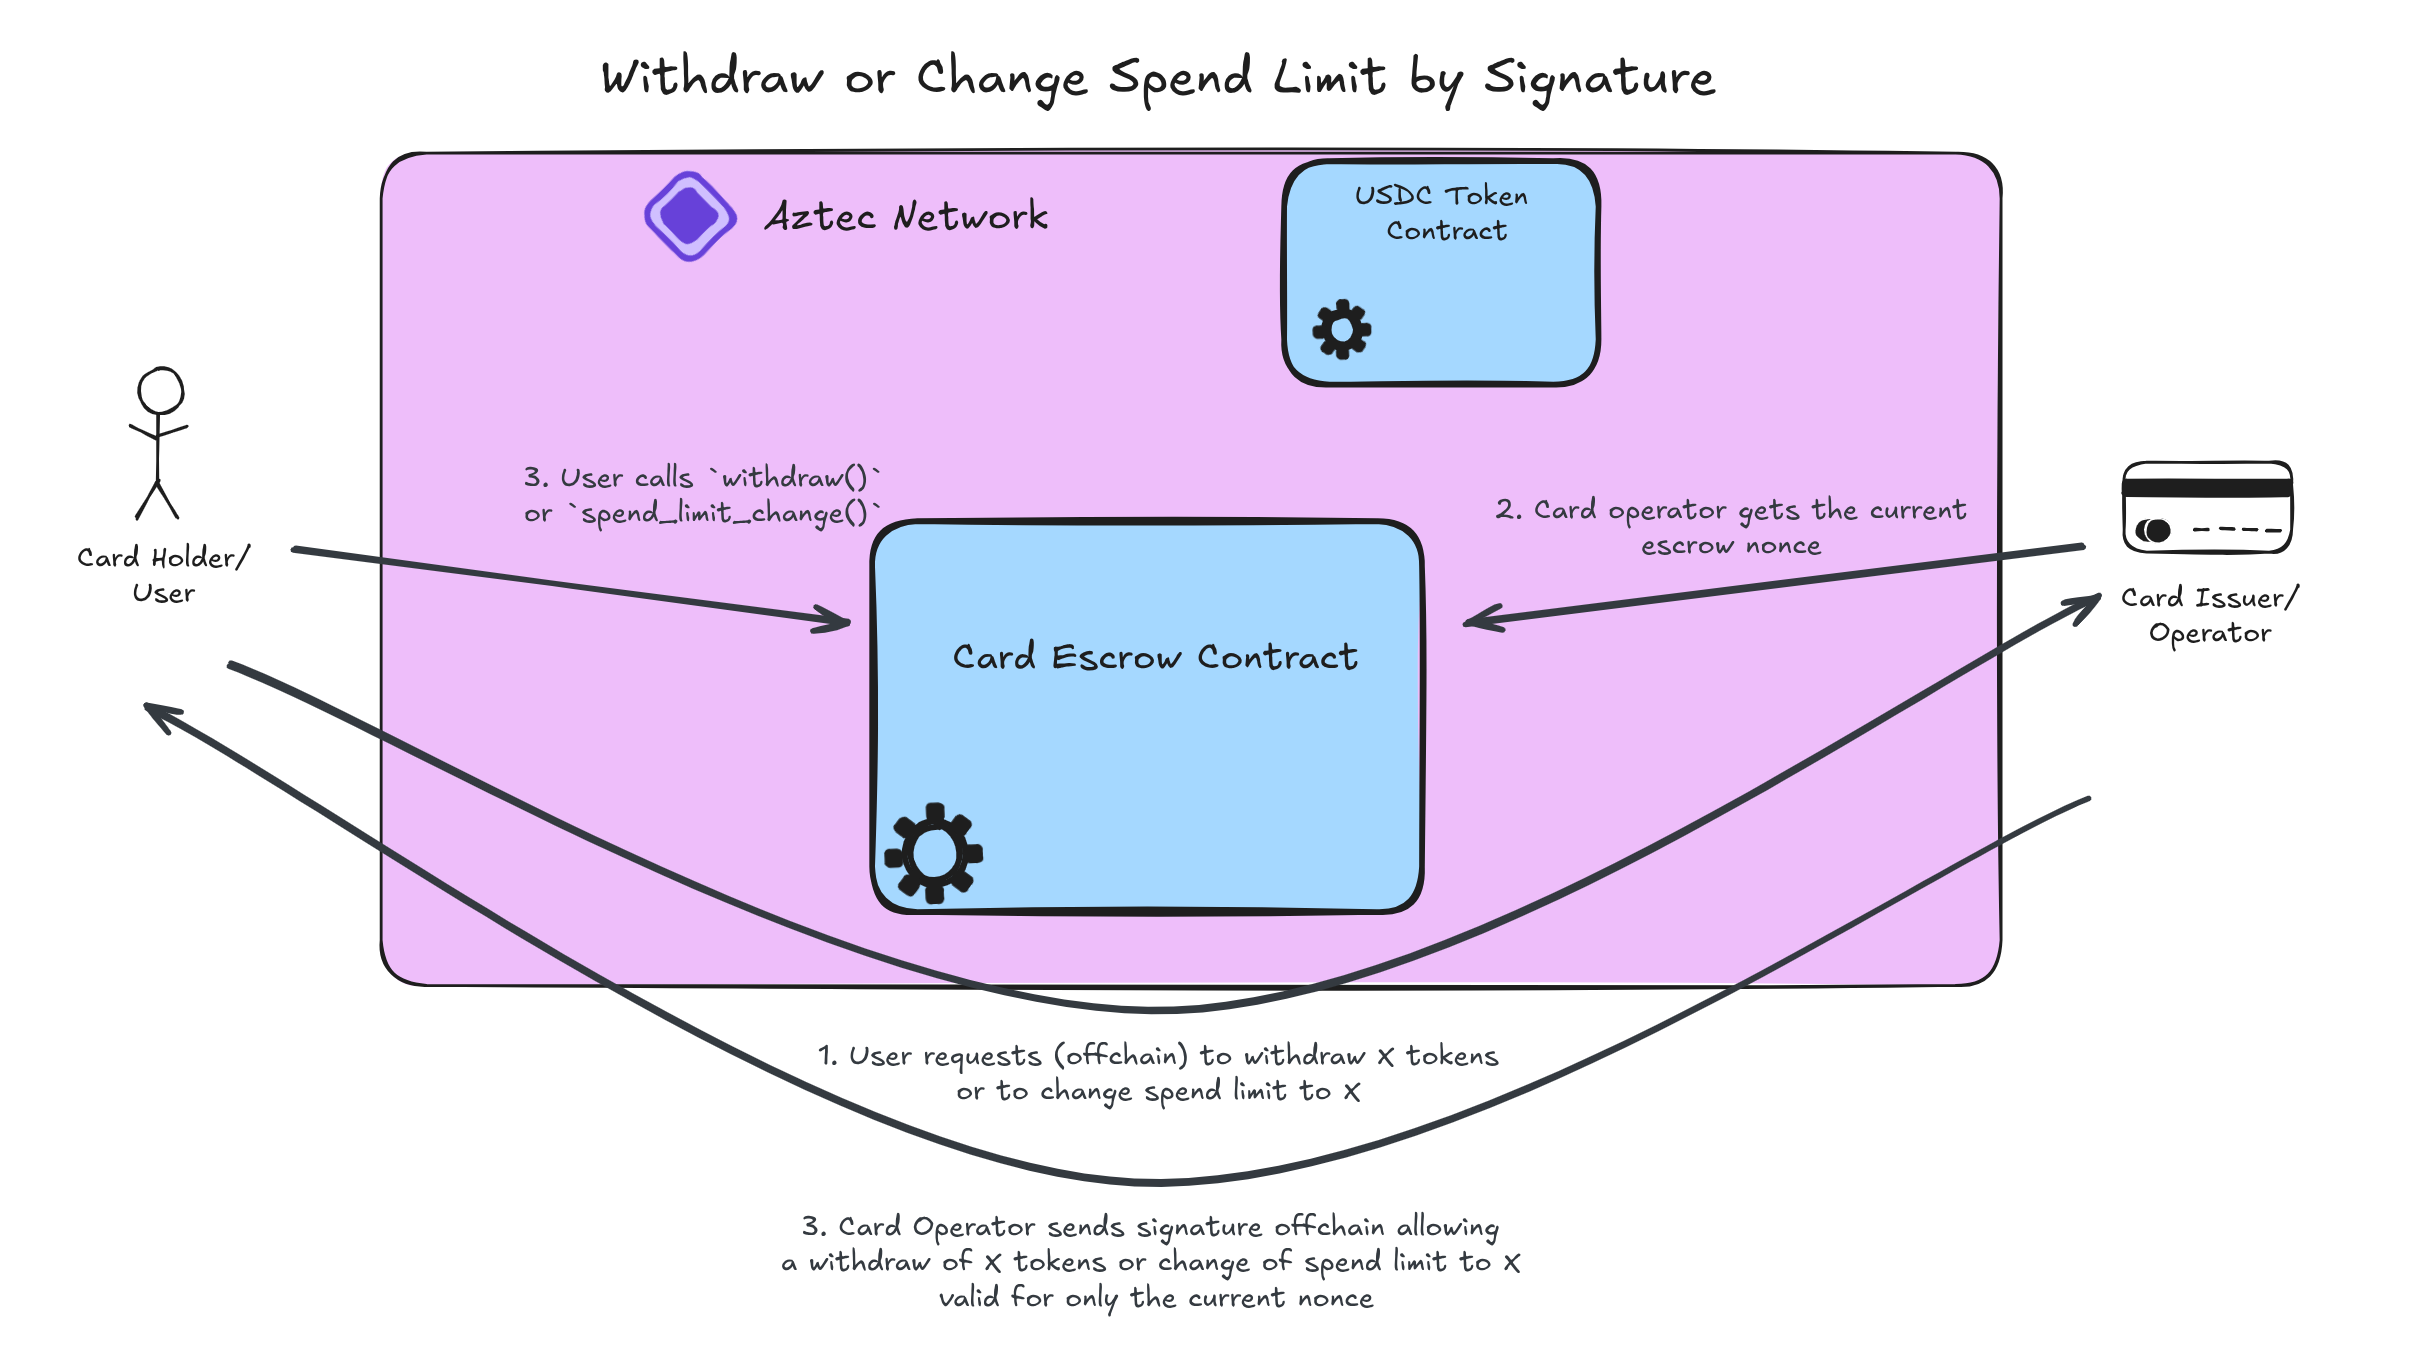 Withdraw or Change Spend Limit by Signature
Aztec Network
USDC Token
Contract
3. User calls `withdraw()`
or `spend_limit_change()`
2. Card operator gets the current
escrow nonce
Card Holder/
User
Card Issuer/
Operator
Card Escrow Contract
1. User requests (offchain) to withdraw X tokens
or to change spend limit to X
3. Card Operator sends signature offchain allowing
a withdraw of X tokens or change of spend limit to X
valid for only the current nonce